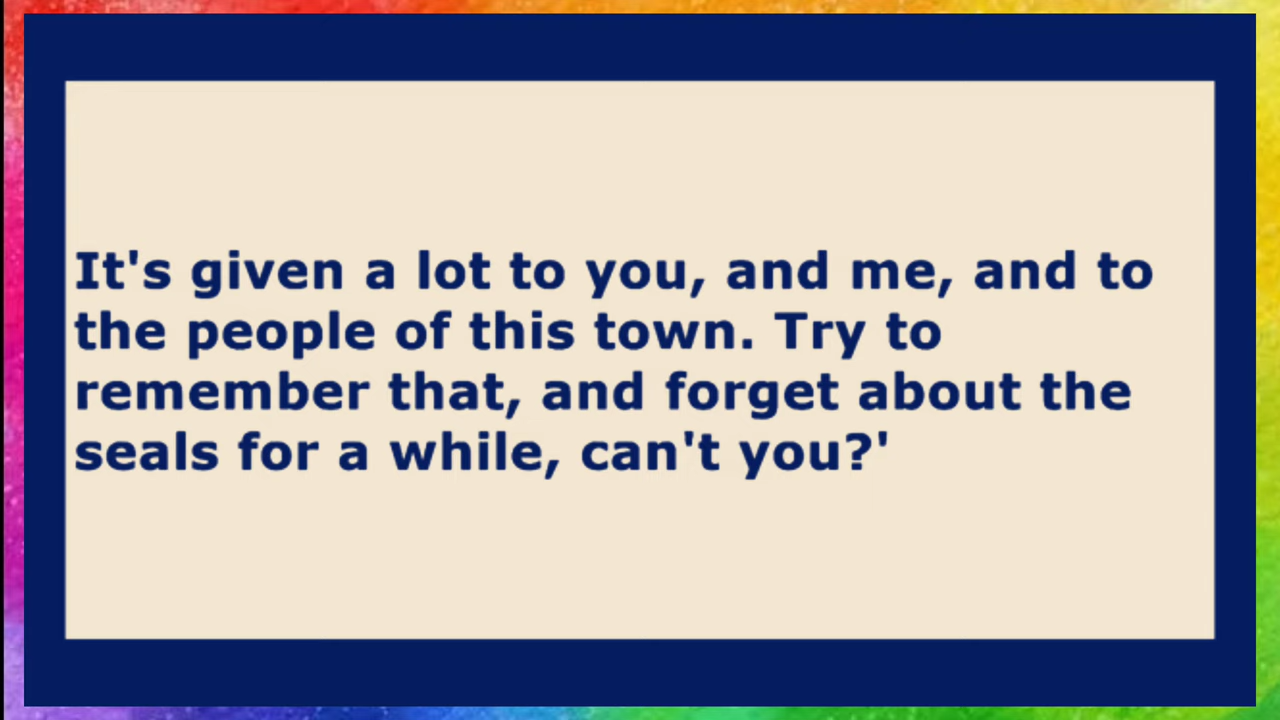 It's given a lot to you, and me, and to
the people of this town. Try to
remember that, and forget about the
seals for a while, can't you?'